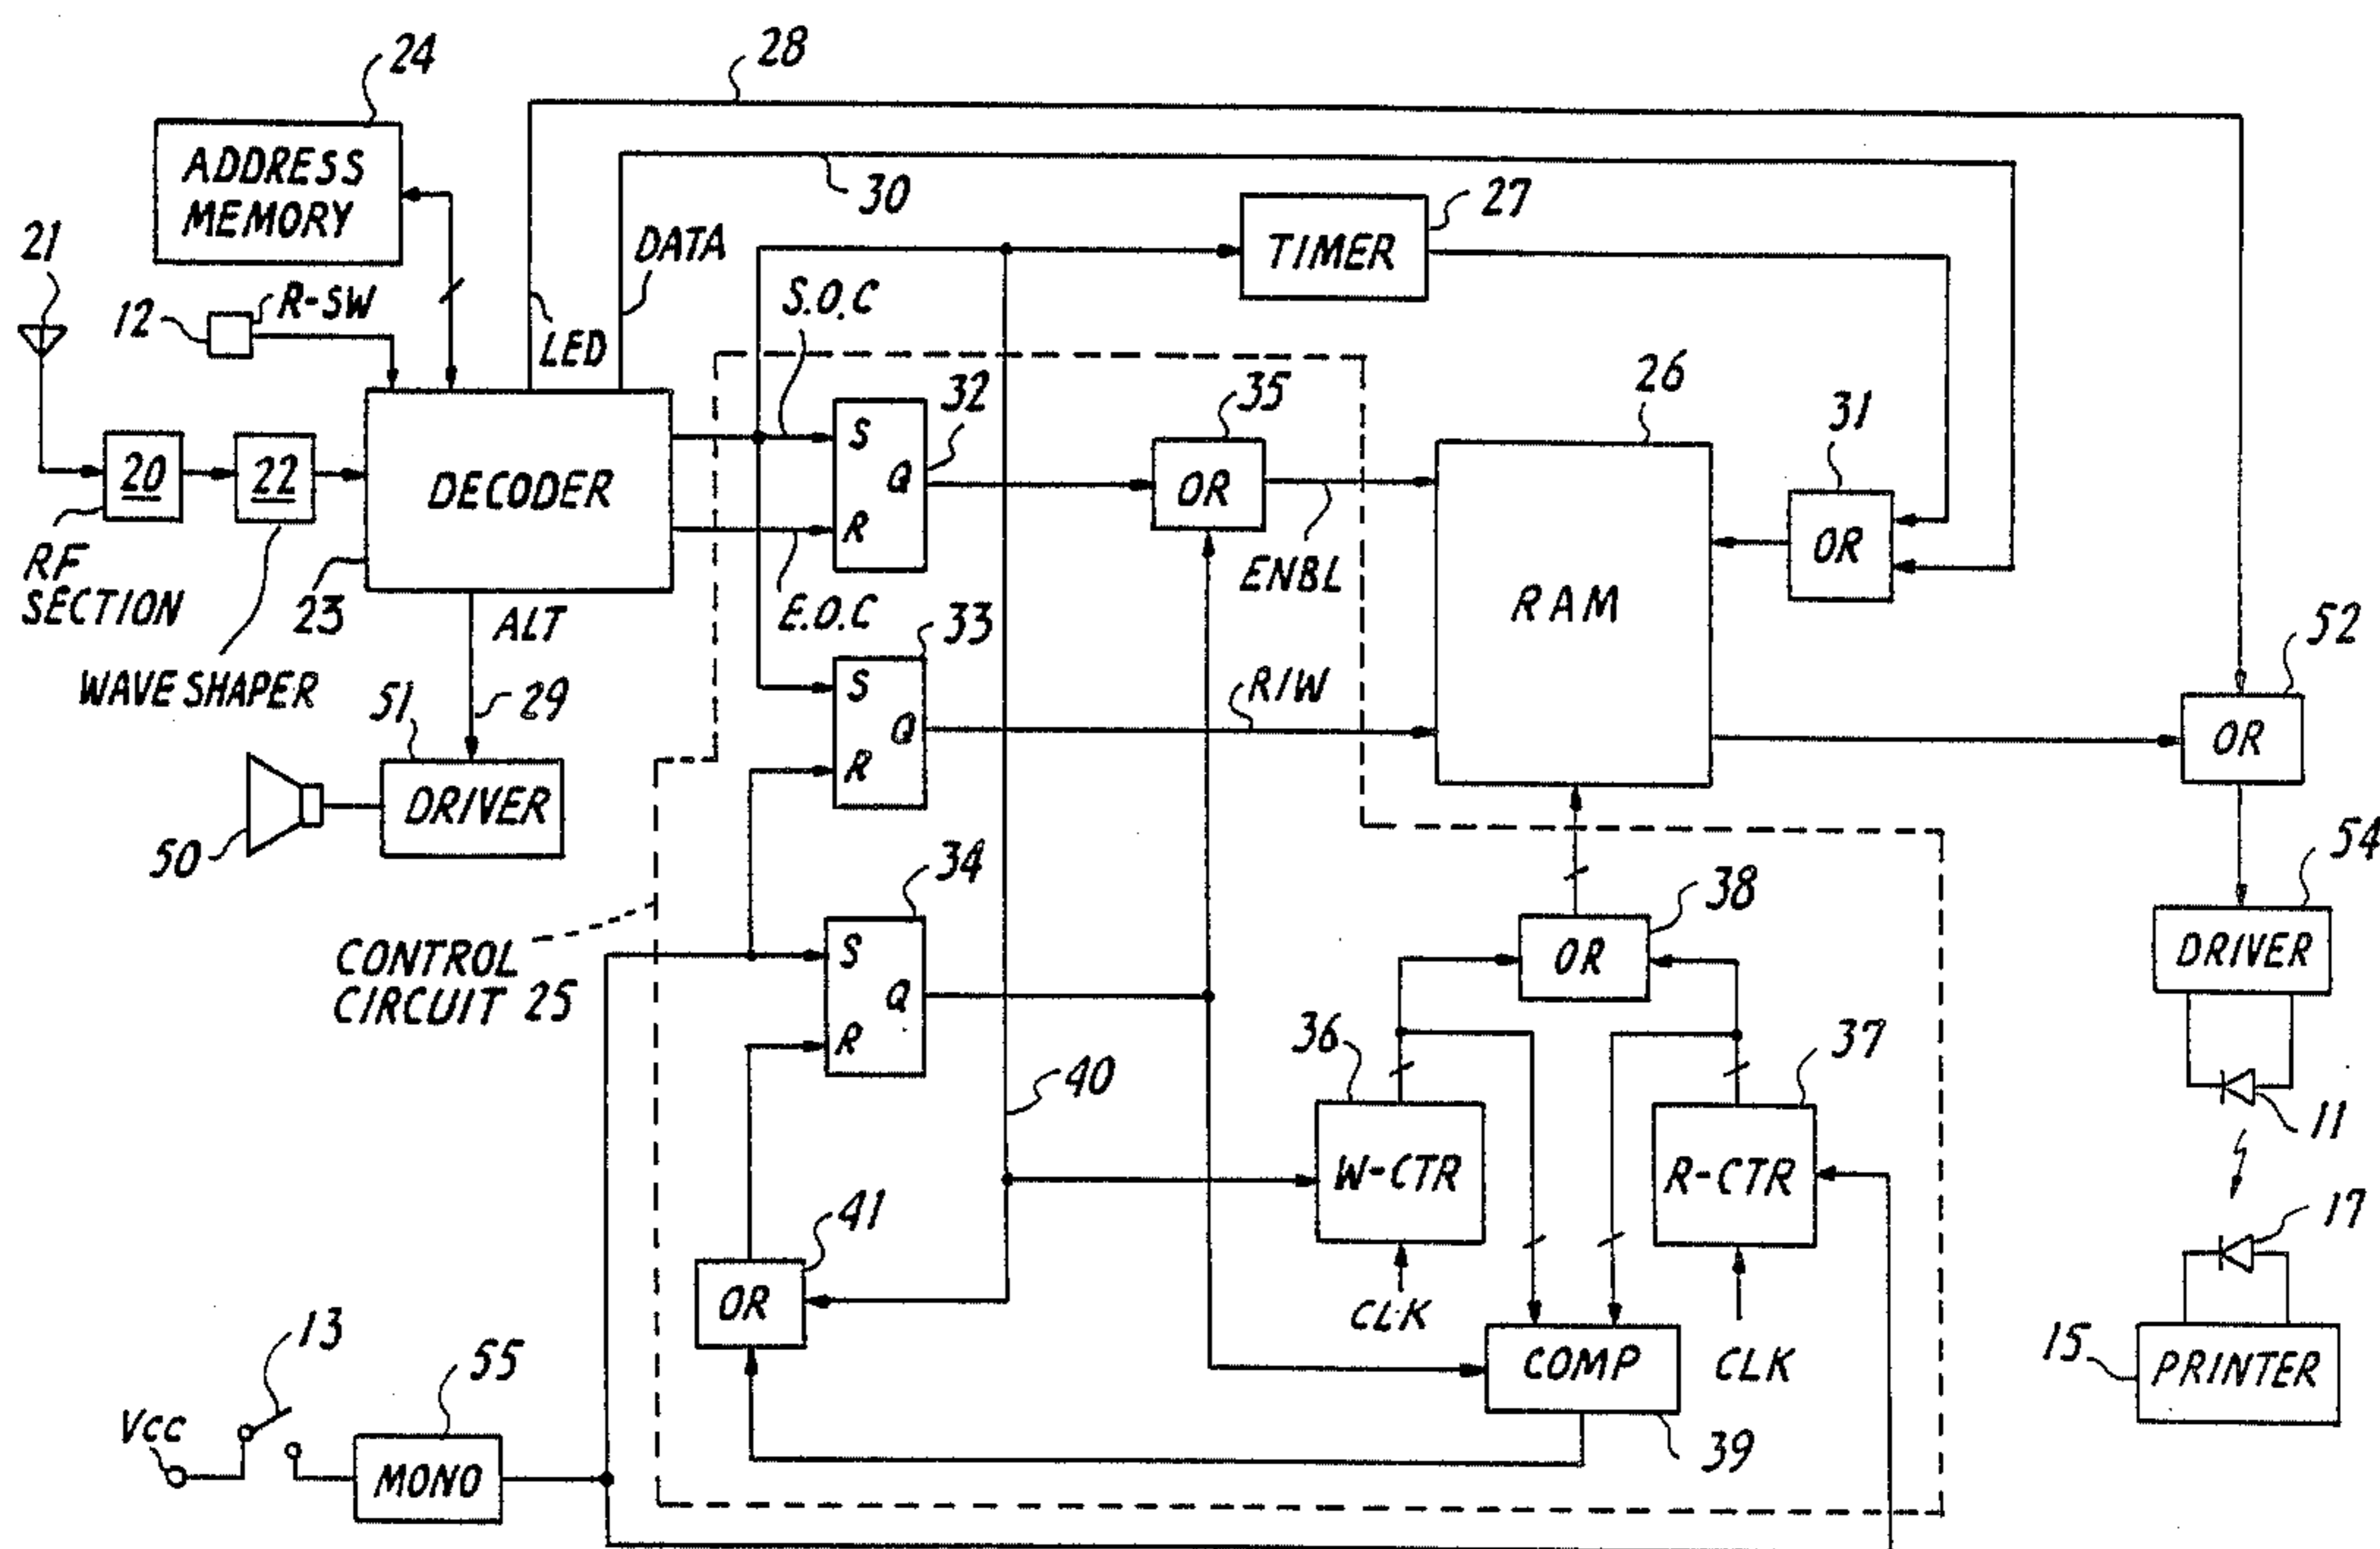 28
24
ADDRESS
MEMORY
30
27
TIMER
21
DATA
R-SW
12
S.O.C
LED
32
35
26
31
20
22
DECODER
S
Q
R
OR
ENBL
RAM
OR
RF
SECTION
23
ALT
E.O.C
33
52
WAVE SHAPER
51
29
S
Q
R
R/W
OR
DRIVER
50
34
38
54
CONTROL
CIRCUIT 25
S
Q
R
OR
DRIVER
36
37
40
11
W-CTR
R-CTR
41
17
OR
CLK
CLK
13
55
COMP
15
PRINTER
VCC
MONO
39